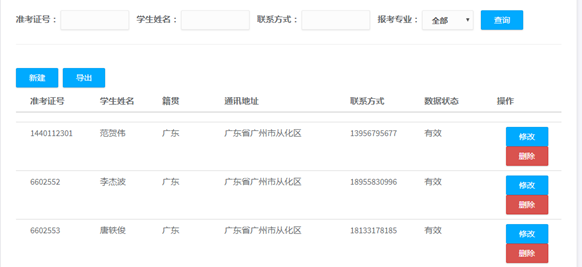 准考证号： 学生姓名： 联系方式： 报考专业： 全部 查询
新建 导出
准考证号 学生姓名 籍贯 通讯地址 联系方式 数据状态 操作
1440112301 范贺伟 广东 广东省广州市从化区 13956795677 有效 修改
删除
6602552 李杰波 广东 广东省广州市从化区 18955830996 有效 修改
删除
6602553 唐轶俊 广东 广东省广州市从化区 18133178185 有效 修改
删除